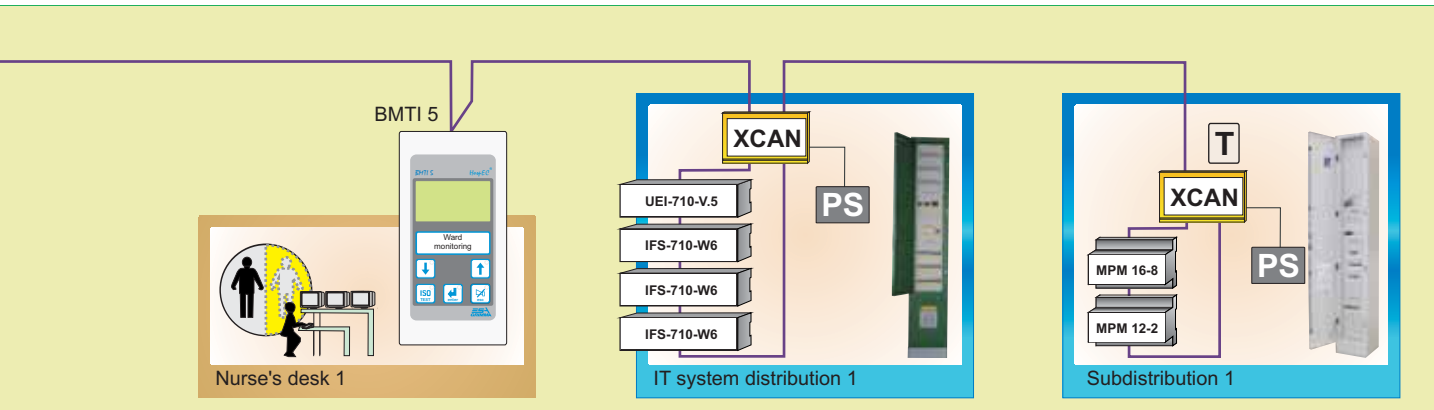 BMTI 5
BMTI 5
Ward
monitoring
ISO
TEST
Nurse's desk 1
XCAN
PS
UEI-710-V.5
IFS-710-W6
IFS-710-W6
IFS-710-W6
IT system distribution 1
T
XCAN
PS
MPM 16-8
MPM 12-2
Subdistribution 1